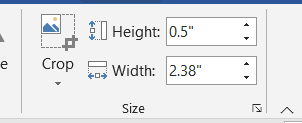 e
Crop
Height: 0.5"
Width: 2.38"
Size